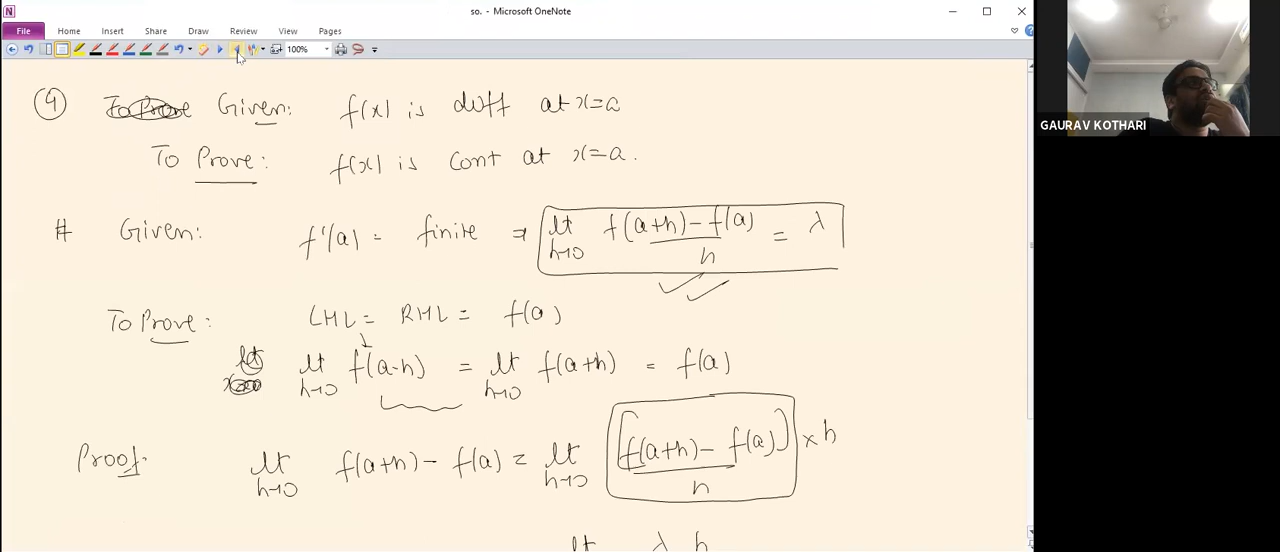 so. - Microsoft OneNote
File Home Insert Share Draw Review View Pages
100%
GAURAV KOTHARI
(4) To Prove Given: f(x) is diff at x=a
To Prove: f(x) is cont at x=a.
# Given: f'(a) = finite ⇒ lt h→0 f(a+h) - f(a) / h = λ
To Prove: LHL = RHL = f(a)
lt h→0 f(a-h) = lt h→0 f(a+h) = f(a)
Proof: lt h→0 f(a+h) - f(a) = lt h→0 [f(a+h) - f(a)] / h × h
lt λ h